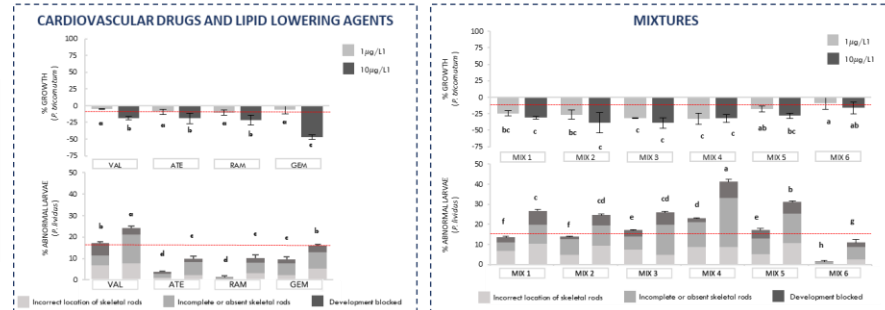 CARDIOVASCULAR DRUGS AND LIPID LOWERING AGENTS
% GROWTH
(P. tricornutum)
100
75
50
25
0
-25
-50
-75
1µg/L1
10µg/L1
a b a b a b a c
VAL ATE RAM GEM
% ABNORMAL LARVAE
(P. lividus)
50
40
30
20
10
0
b a d c d c c b
VAL ATE RAM GEM
Incorrect location of skeletal rods
Incomplete or absent skeletal rods
Development blocked
MIXTURES
% GROWTH
(P. tricornutum)
100
75
50
25
0
-25
-50
-75
1µg/L1
10µg/L1
bc c bc c c c c c ab bc a ab
MIX 1 MIX 2 MIX 3 MIX 4 MIX 5 MIX 6
% ABNORMAL LARVAE
(P. lividus)
50
40
30
20
10
0
f c f cd e cd d a e b h g
MIX 1 MIX 2 MIX 3 MIX 4 MIX 5 MIX 6
Incorrect location of skeletal rods
Incomplete or absent skeletal rods
Development blocked